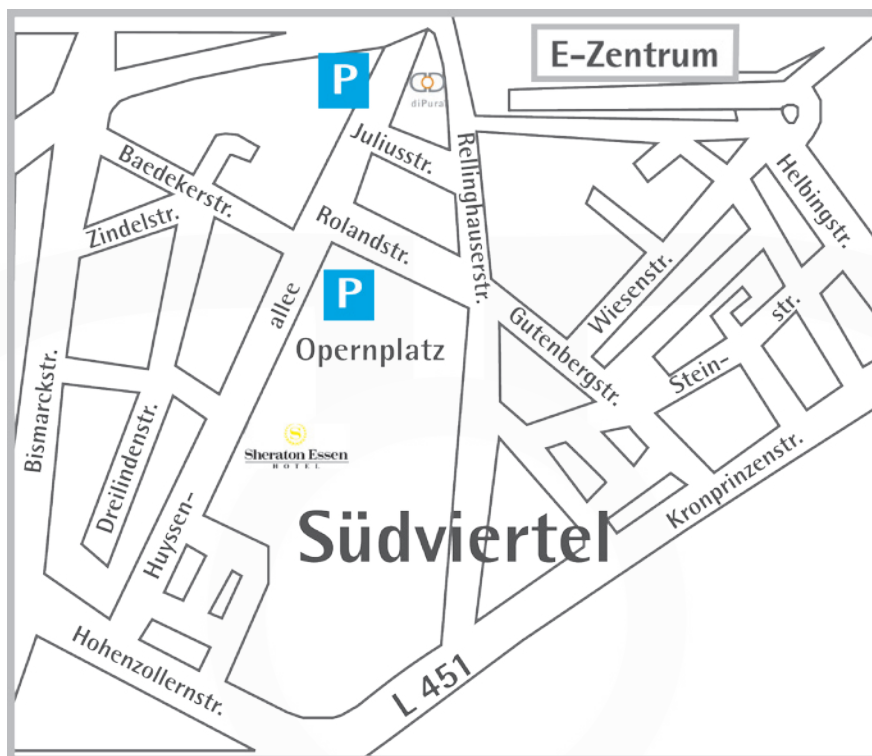 E-Zentrum
P
diPura
Juliusstr.
Rellinghauserstr.
Baedekerstr.
Helbingstr.
Zindelstr.
Rolandstr.
P
allee
Opernplatz
Wiesenstr.
Gutenbergstr.
str.
Stein-
Bismarckstr.
Dreilindenstr.
Sheraton Essen
HOTEL
Kronprinzenstr.
Huyssen-
Südviertel
Hohenzollernstr.
L 451